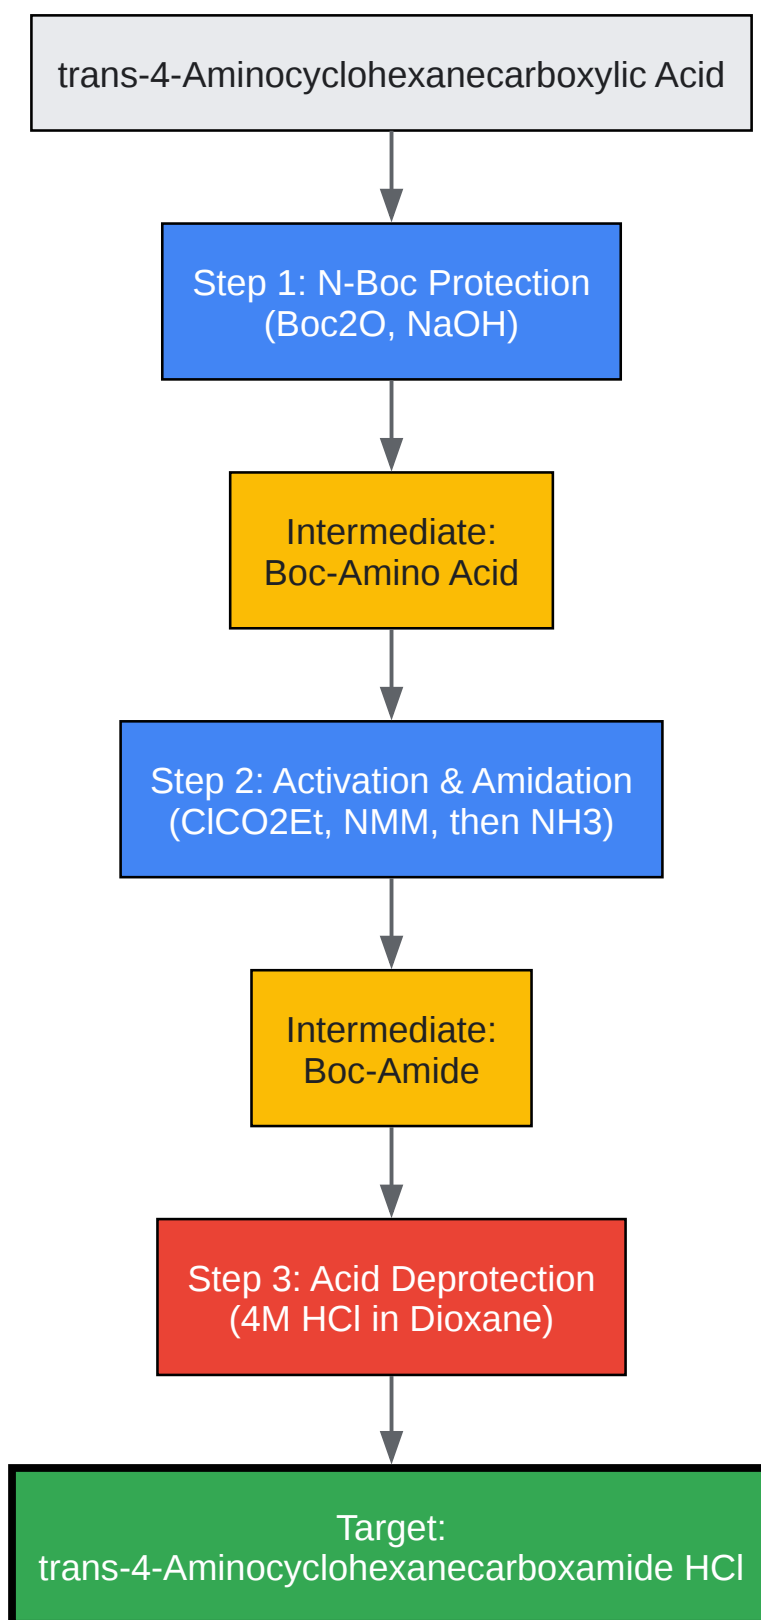 trans-4-Aminocyclohexanecarboxylic Acid
Step 1: N-Boc Protection
(Boc2O, NaOH)
Intermediate:
Boc-Amino Acid
Step 2: Activation & Amidation
(ClCO2Et, NMM, then NH3)
Intermediate:
Boc-Amide
Step 3: Acid Deprotection
(4M HCl in Dioxane)
Target:
trans-4-Aminocyclohexanecarboxamide HCl